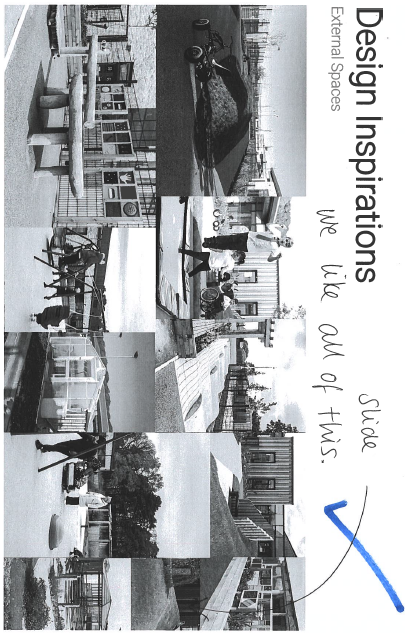 Design Inspirations
External Spaces
we like all of this.
Slide